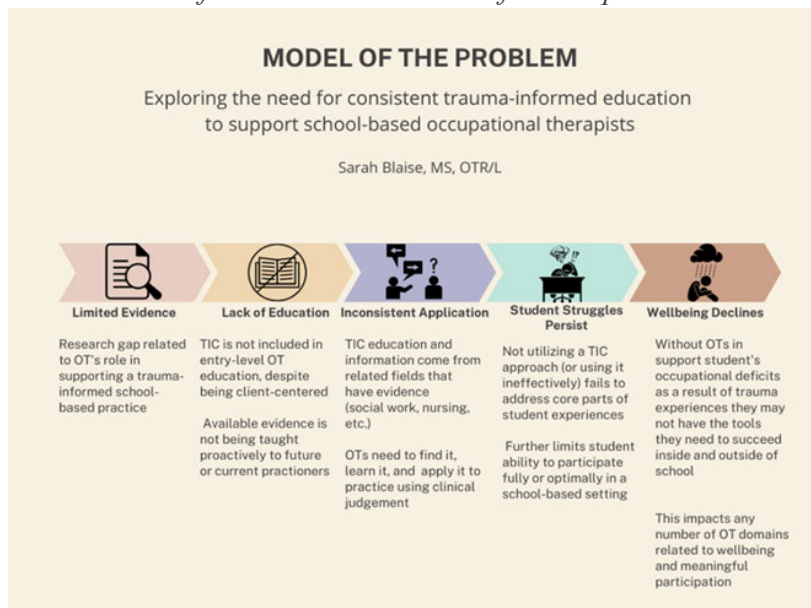 MODEL OF THE PROBLEM
Exploring the need for consistent trauma-informed education
to support school-based occupational therapists
Sarah Blaise, MS, OTR/L
?
Limited Evidence
Research gap related
to OT's role in
supporting a trauma-
informed school-
based practice
Lack of Education
TIC is not included in
entry-level OT
education, despite
being client-centered
Available evidence is
not being taught
proactively to future
or current practioners
Inconsistent Application
TIC education and
information come from
related fields that
have evidence
(social work, nursing,
etc.)
OTs need to find it,
learn it, and apply it to
practice using clinical
judgement
Student Struggles
Persist
Not utilizing a TIC
approach (or using it
ineffectively) fails to
address core parts of
student experiences
Further limits student
ability to participate
fully or optimally in a
school-based setting
Wellbeing Declines
Without OTs in
support student's
occupational deficits
as a result of trauma
experiences they may
not have the tools
they need to succeed
inside and outside of
school
This impacts any
number of OT domains
related to wellbeing
and meaningful
participation